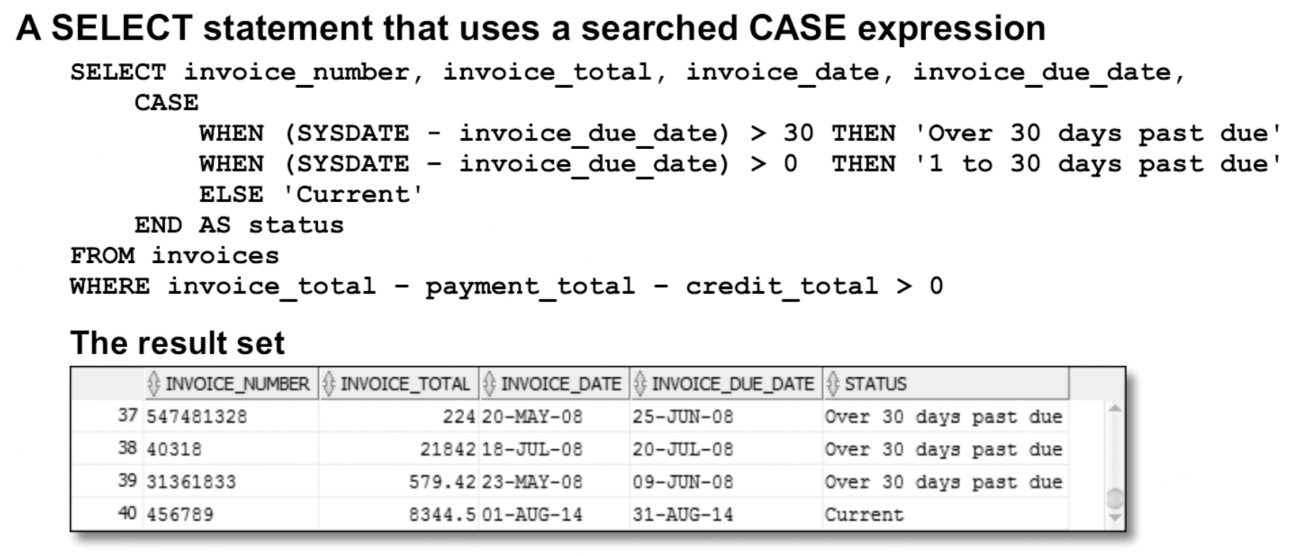 A SELECT statement that uses a searched CASE expression
SELECT invoice_number, invoice_total, invoice_date, invoice_due_date,
CASE
WHEN (SYSDATE - invoice_due_date) > 30 THEN 'Over 30 days past due'
WHEN (SYSDATE – invoice_due_date) > 0 THEN '1 to 30 days past due'
ELSE 'Current'
END AS status
FROM invoices
WHERE invoice_total – payment_total – credit_total > 0
The result set
INVOICE_NUMBER INVOICE_TOTAL INVOICE_DATE INVOICE_DUE_DATE STATUS
37 547481328 224 20-MAY-08 25-JUN-08 Over 30 days past due
38 40318 21842 18-JUL-08 20-JUL-08 Over 30 days past due
39 31361833 579.42 23-MAY-08 09-JUN-08 Over 30 days past due
40 456789 8344.5 01-AUG-14 31-AUG-14 Current